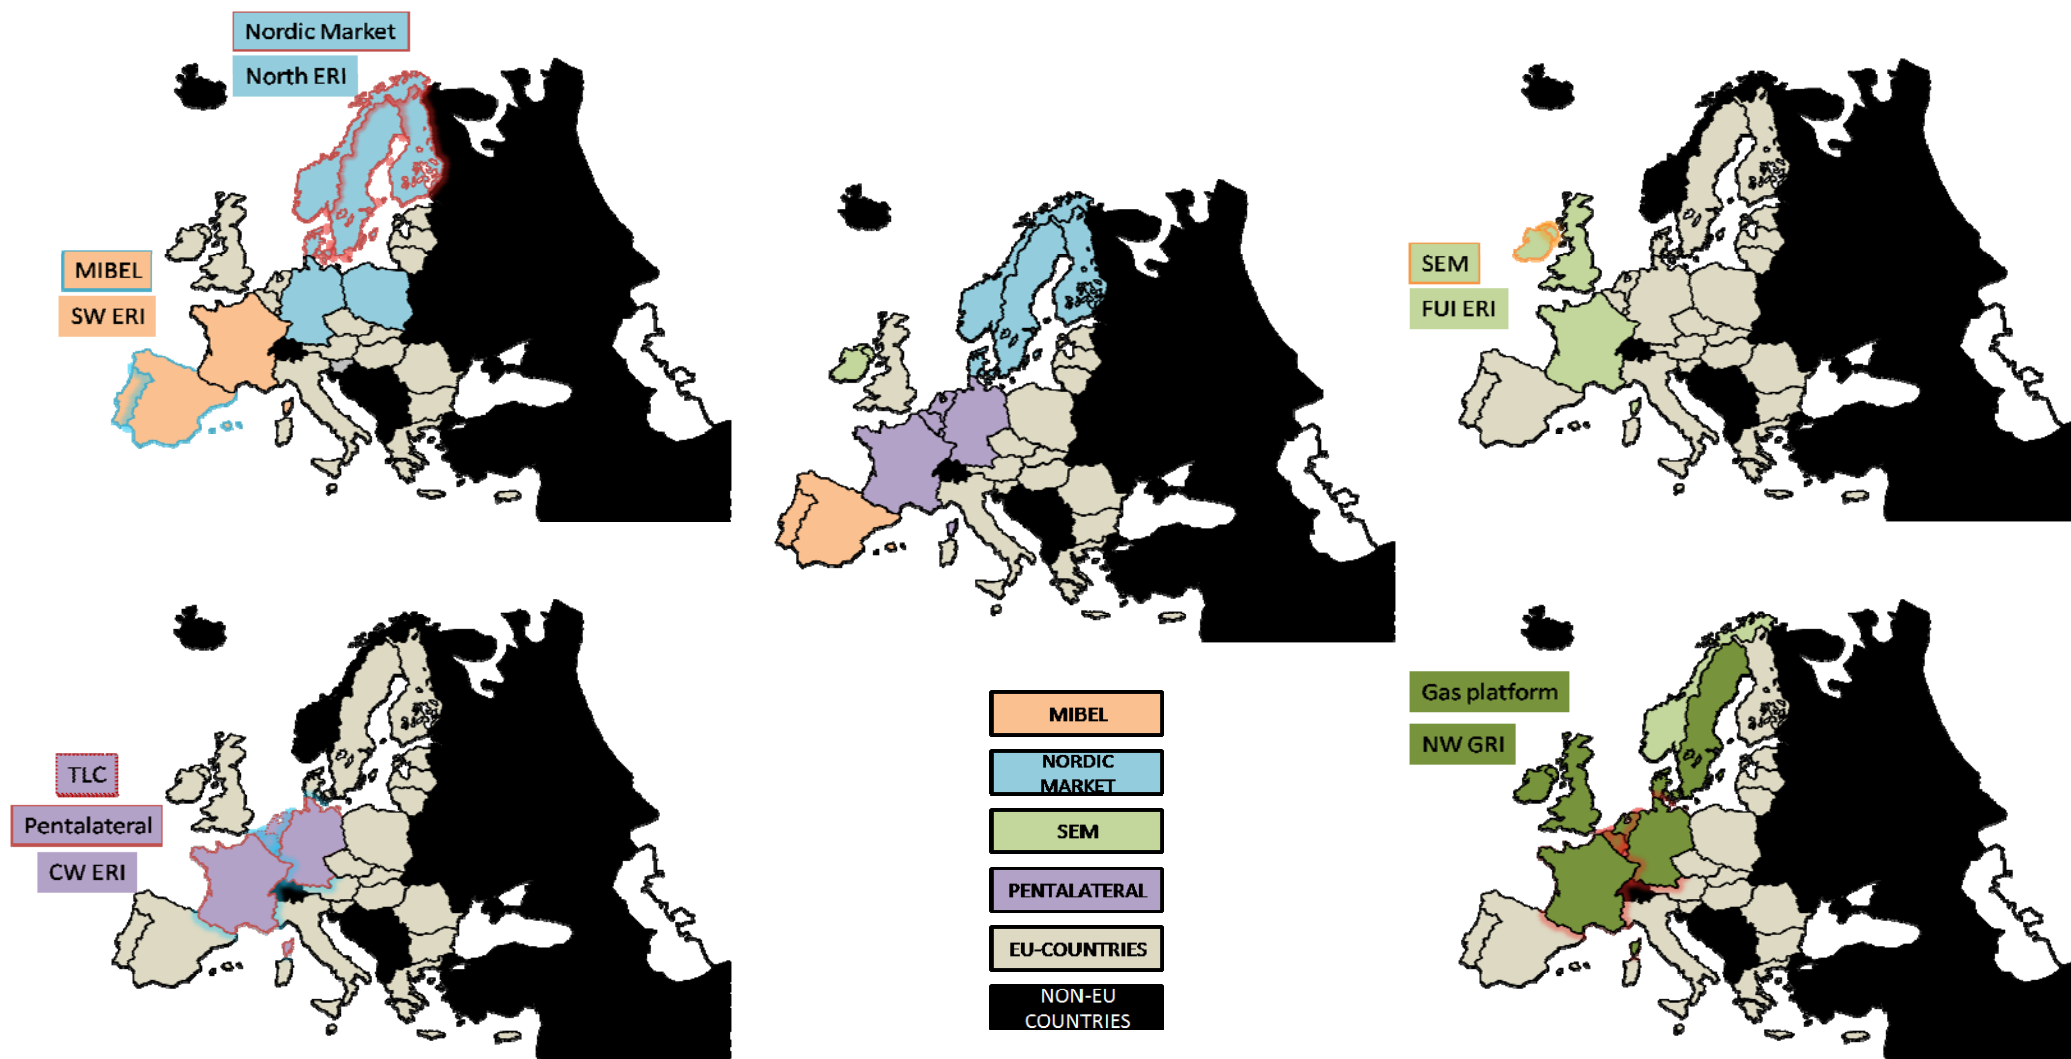 Nordic Market
North ERI
MIBEL
SW ERI
SEM
FUI ERI
TLC
Pentalateral
CW ERI
MIBEL
NORDIC
MARKET
SEM
PENTALATERAL
EU-COUNTRIES
NON-EU
COUNTRIES
Gas platform
NW GRI